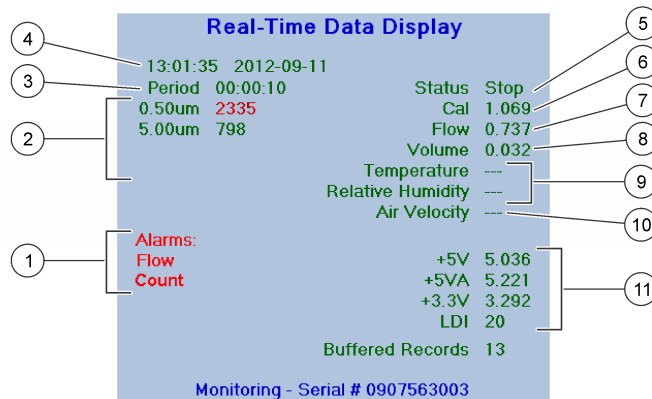 Real-Time Data Display
4
13:01:35 2012-09-11
5
3
Period 00:00:10
Status Stop
6
0.50um 2335
Cal 1.069
7
2
5.00um 798
Flow 0.737
Volume 0.032
8
Temperature ---
9
Relative Humidity ---
Air Velocity ---
10
1
Alarms:
Flow
Count
+5V 5.036
+5VA 5.221
11
+3.3V 3.292
LDI 20
Buffered Records 13
Monitoring - Serial # 0907563003